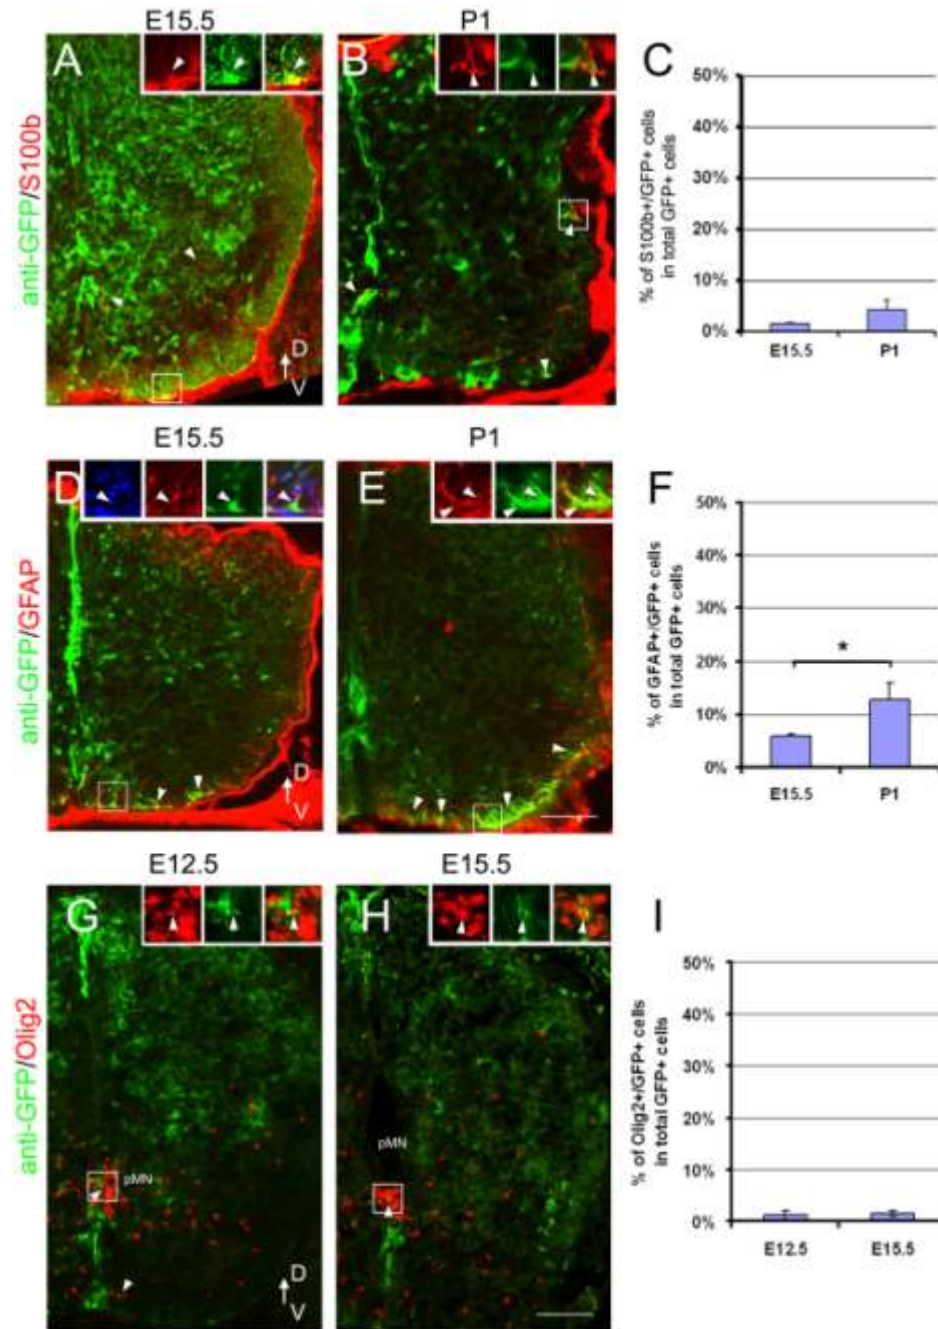 E15.5
P1
A
B
C
anti-GFP/S100b
D
V
% of S100b+/GFP+ cells
in total GFP+ cells
50%
40%
30%
20%
10%
0%
E15.5
P1
E15.5
P1
D
E
F
anti-GFP/GFAP
D
V
% of GFAP+/GFP+ cells
in total GFP+ cells
50%
40%
30%
20%
10%
0%
*
E15.5
P1
E12.5
E15.5
G
H
I
anti-GFP/Olig2
pMN
pMN
D
V
% of Olig2+/GFP+ cells
in total GFP+ cells
50%
40%
30%
20%
10%
0%
E12.5
E15.5